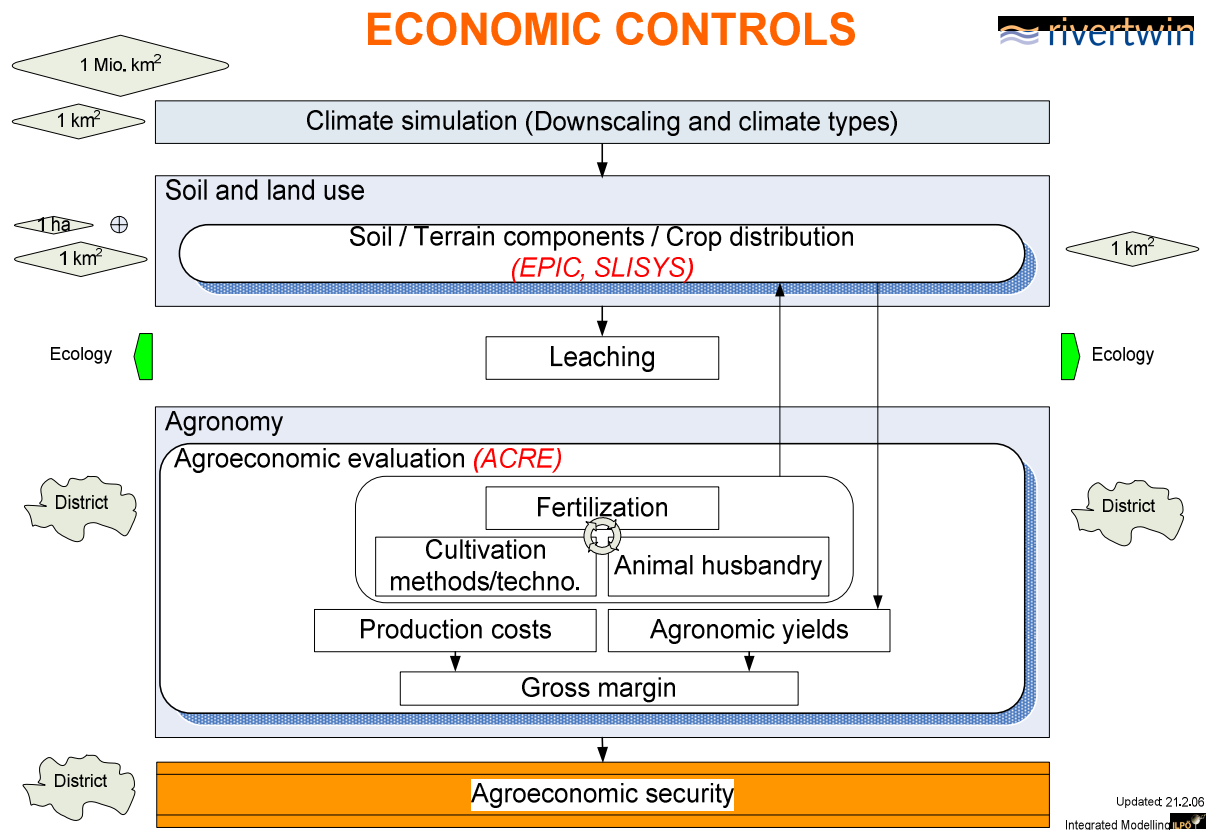 ECONOMIC CONTROLS
rivertwin
1 Mio. km²
1 km²
Climate simulation (Downscaling and climate types)
Soil and land use
1 ha
Soil / Terrain components / Crop distribution
1 km²
(EPIC, SLISYS)
1 km²
Ecology
Leaching
Ecology
Agronomy
Agroeconomic evaluation (ACRE)
District
Fertilization
District
Cultivation
methods/techno.
Animal husbandry
Production costs
Agronomic yields
Gross margin
District
Agroeconomic security
Updated: 21.2.06
Integrated Modelling ILPÖ